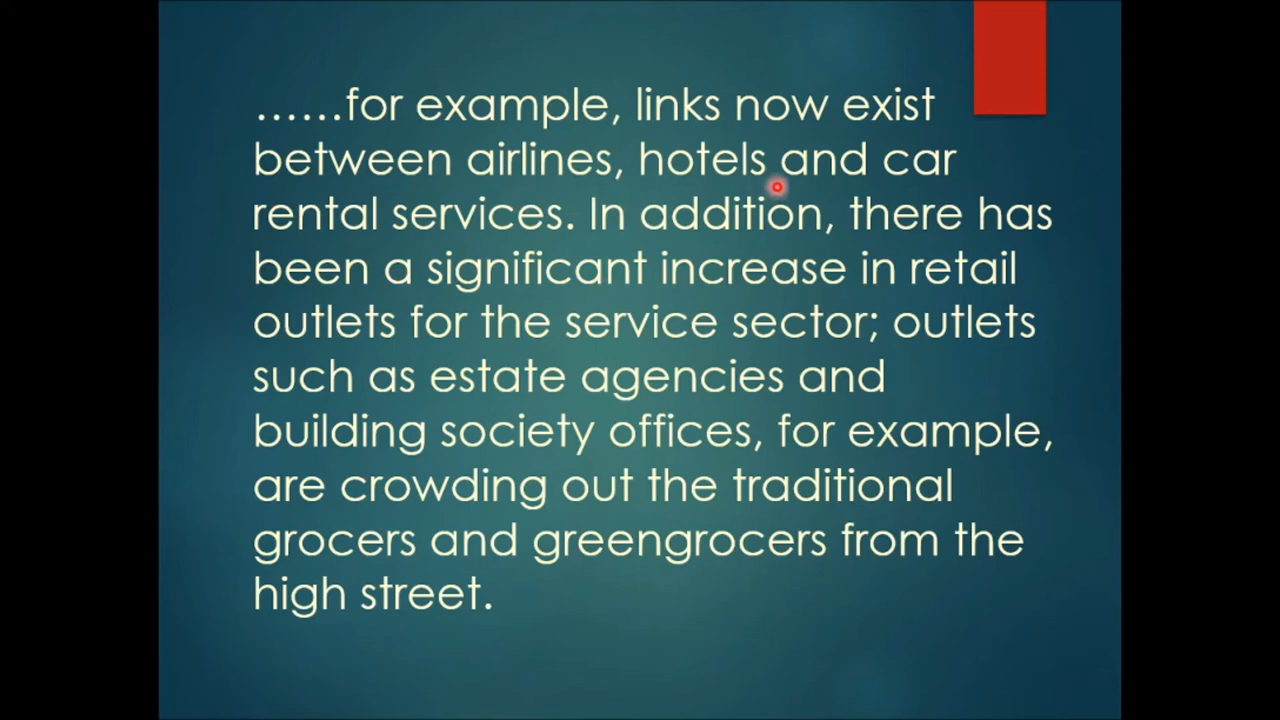 ......for example, links now exist
between airlines, hotels and car
rental services. In addition, there has
been a significant increase in retail
outlets for the service sector; outlets
such as estate agencies and
building society offices, for example,
are crowding out the traditional
grocers and greengrocers from the
high street.